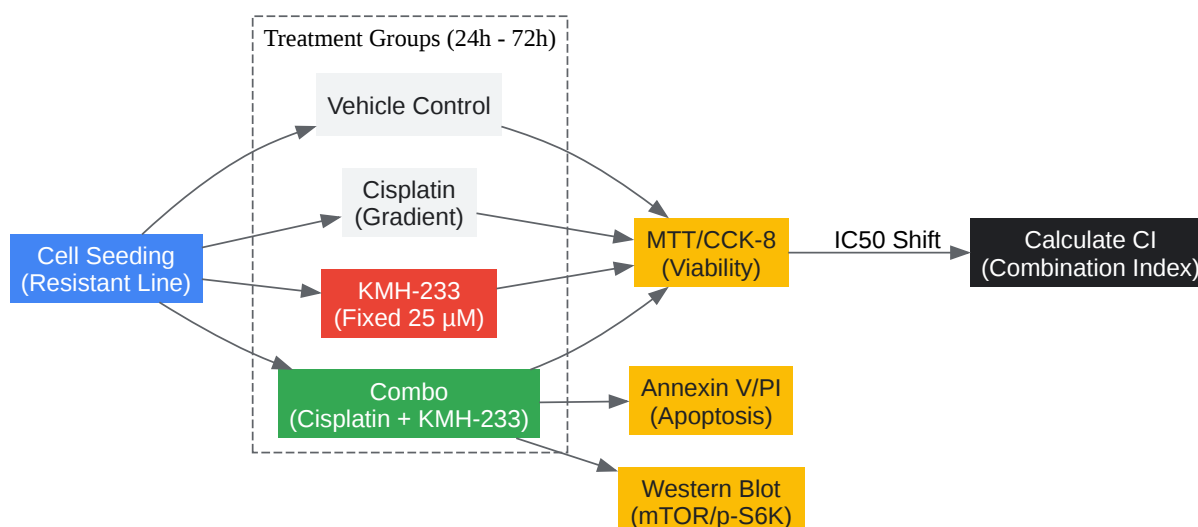 Treatment Groups (24h - 72h)
Vehicle Control
Cisplatin
(Gradient)
Cell Seeding
(Resistant Line)
KMH-233
(Fixed 25 µM)
Combo
(Cisplatin + KMH-233)
MTT/CCK-8
(Viability)
IC50 Shift
Calculate CI
(Combination Index)
Annexin V/PI
(Apoptosis)
Western Blot
(mTOR/p-S6K)